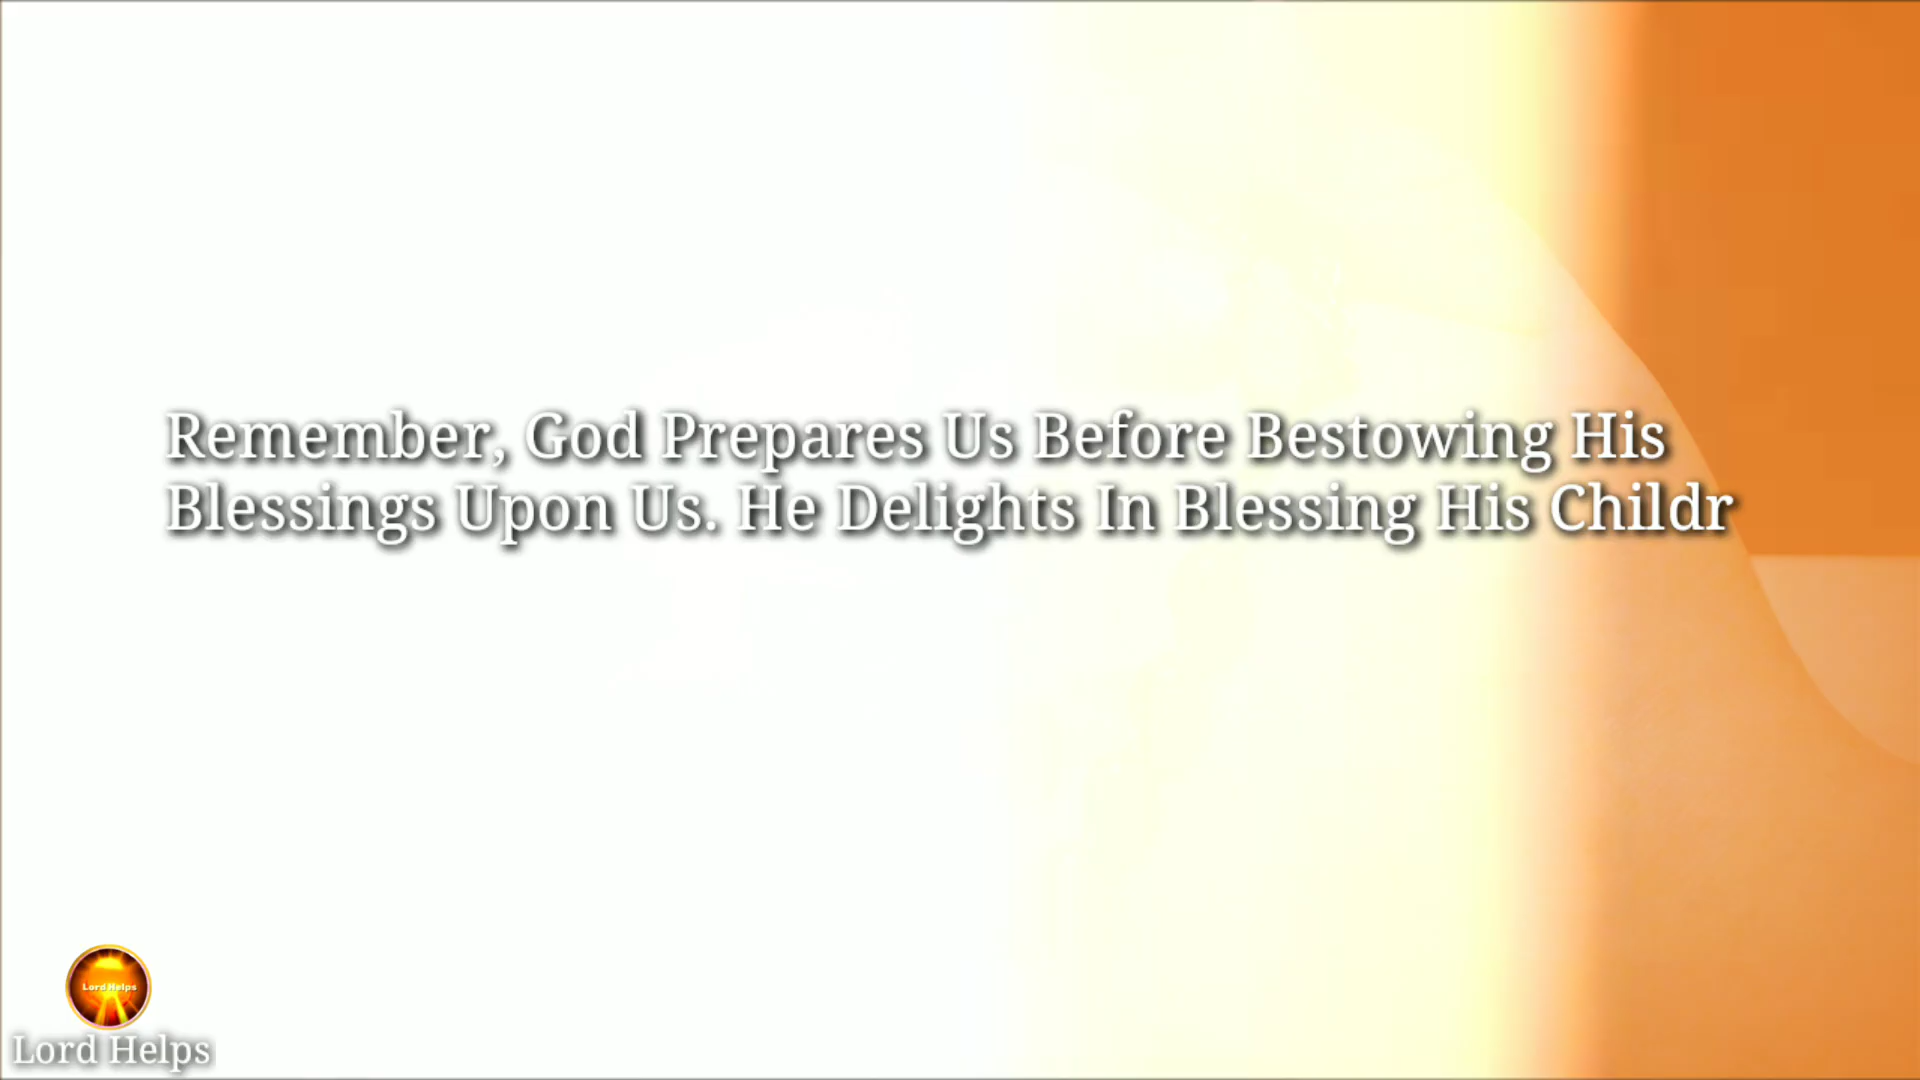 Remember, God Prepares Us Before Bestowing His
Blessings Upon Us. He Delights In Blessing His Childr
Lord Helps
Lord Helps